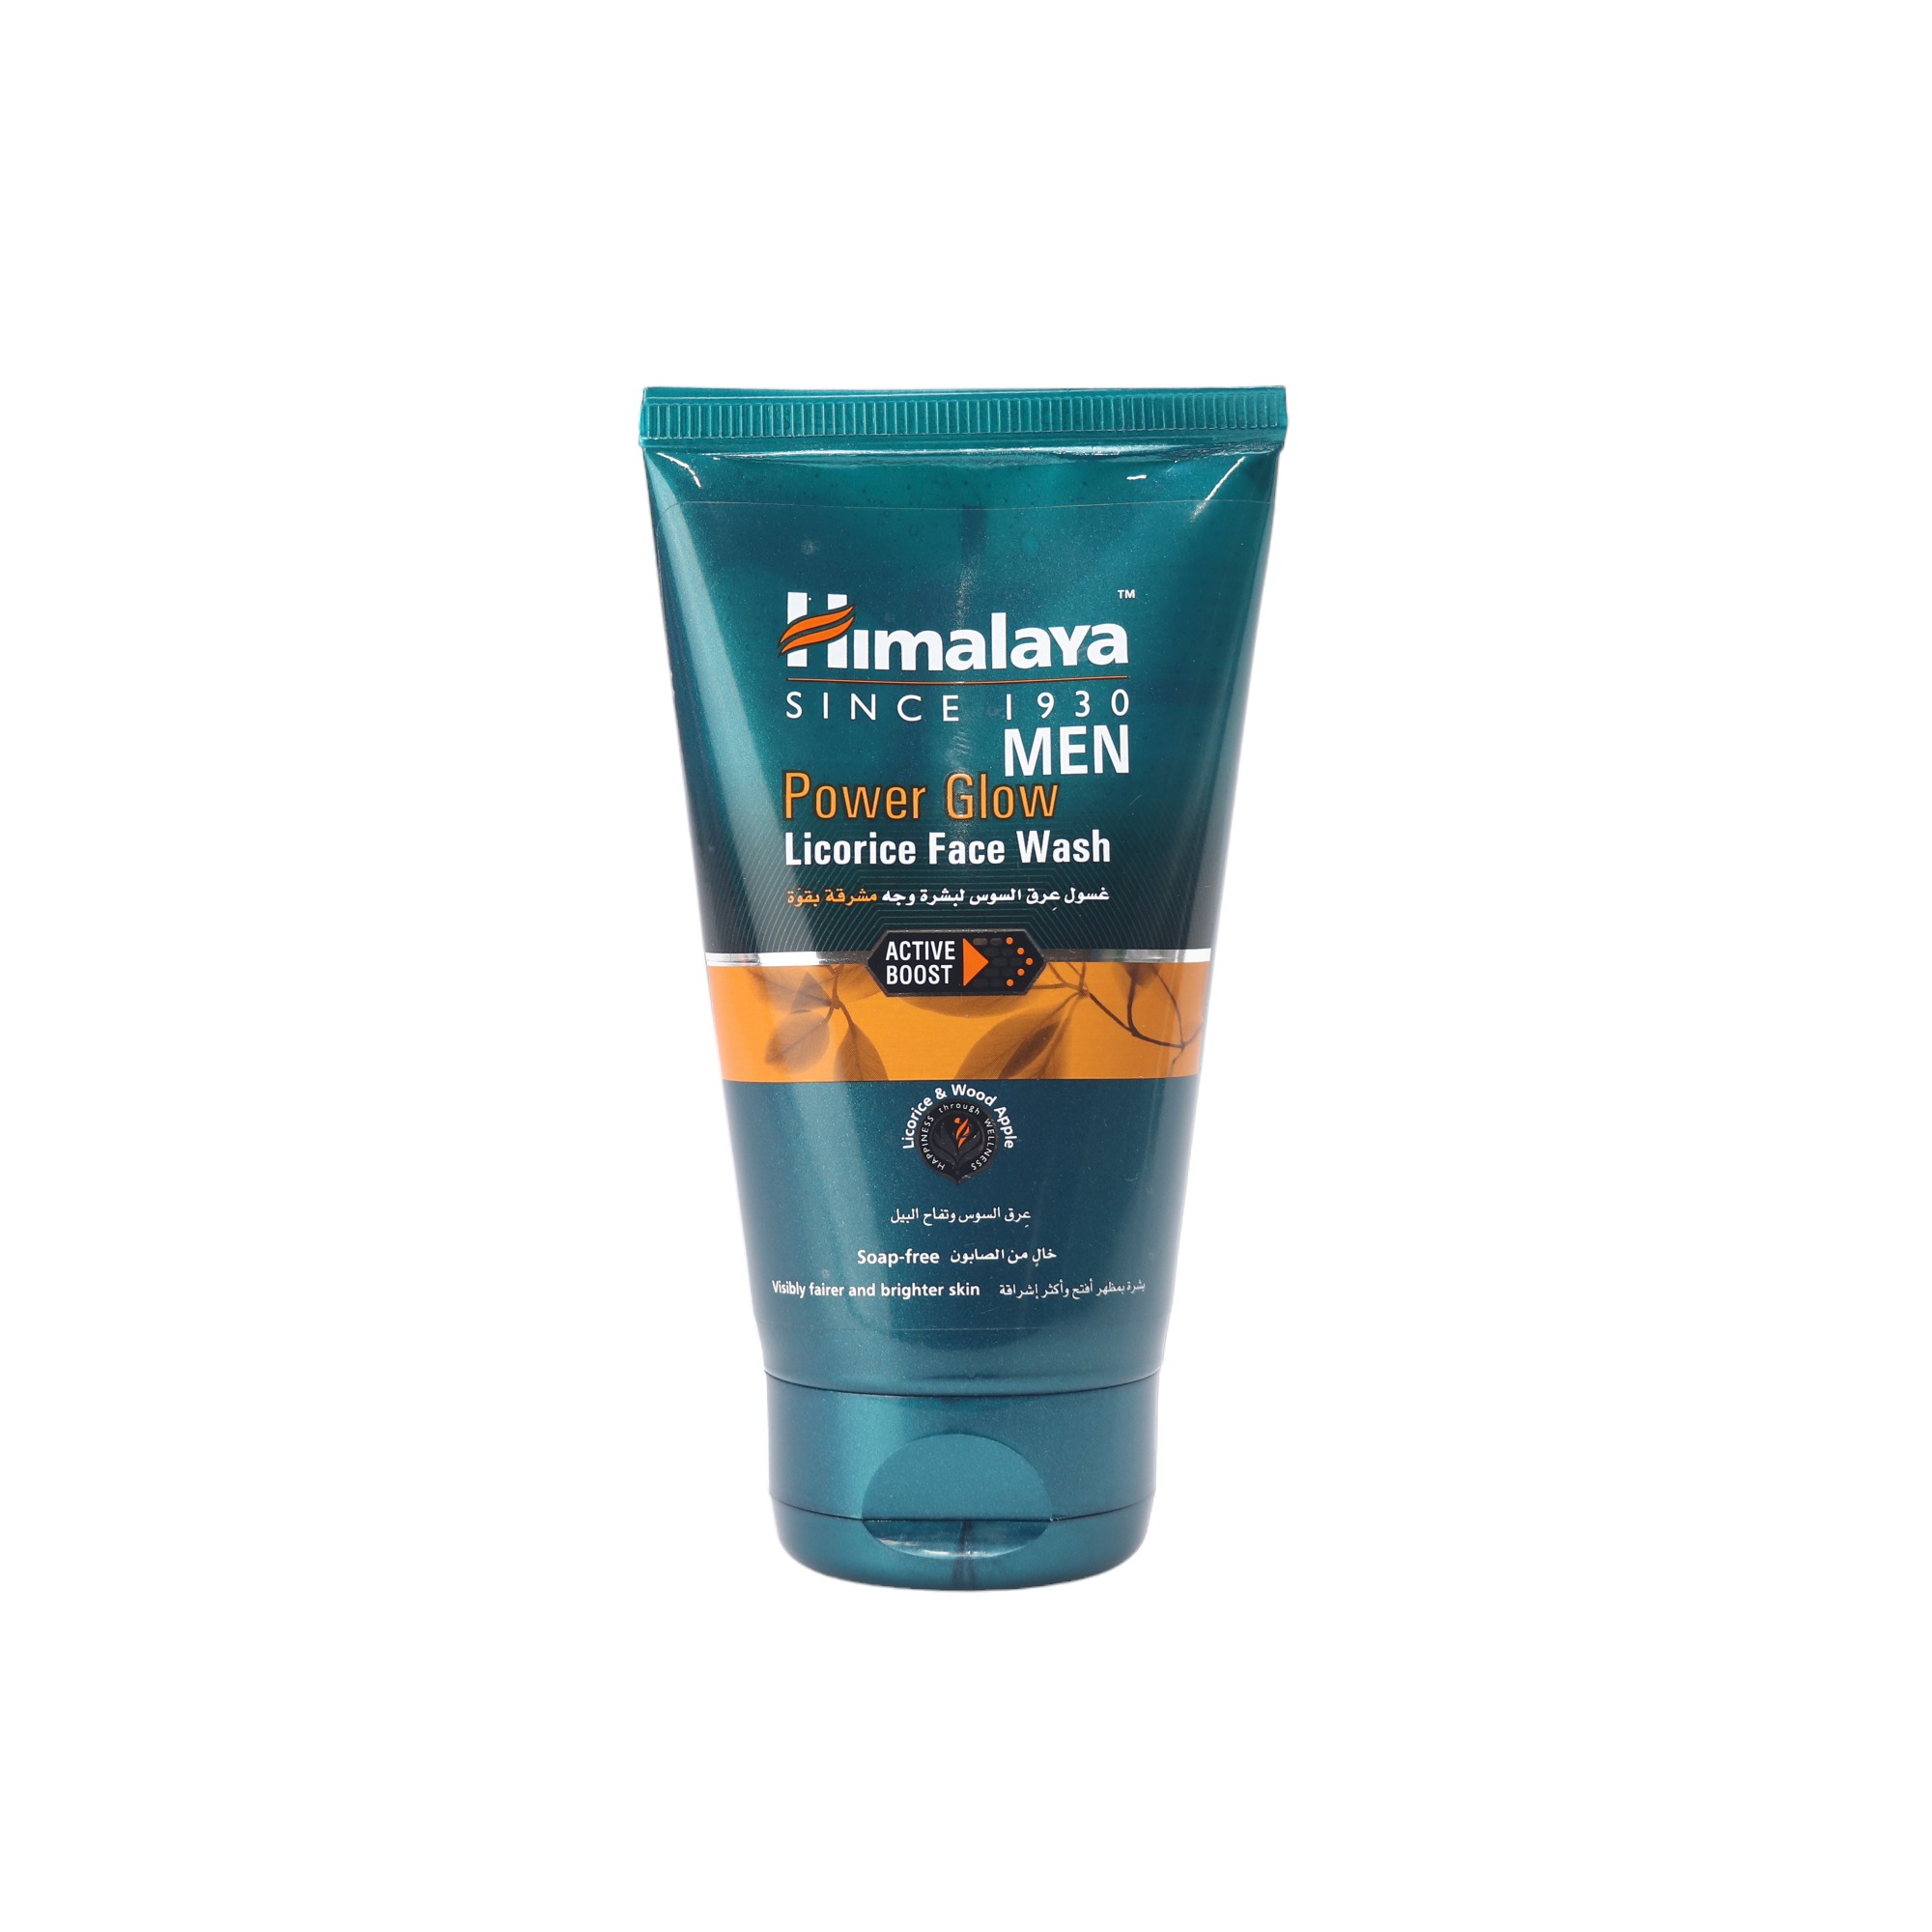 Himalaya™
SINCE 1930
MEN
Power Glow
Licorice Face Wash
غسول عِرق السوس لبشرة وجه مشرقة بقوّة
ACTIVE
BOOST
Licorice & Wood Apple
HAPPINESS through WELLNESS
عِرق السوس وتفاح البيل
Soap-free خالٍ من الصابون
Visibly fairer and brighter skin بشرة بمظهر أفتح وأكثر إشراقة